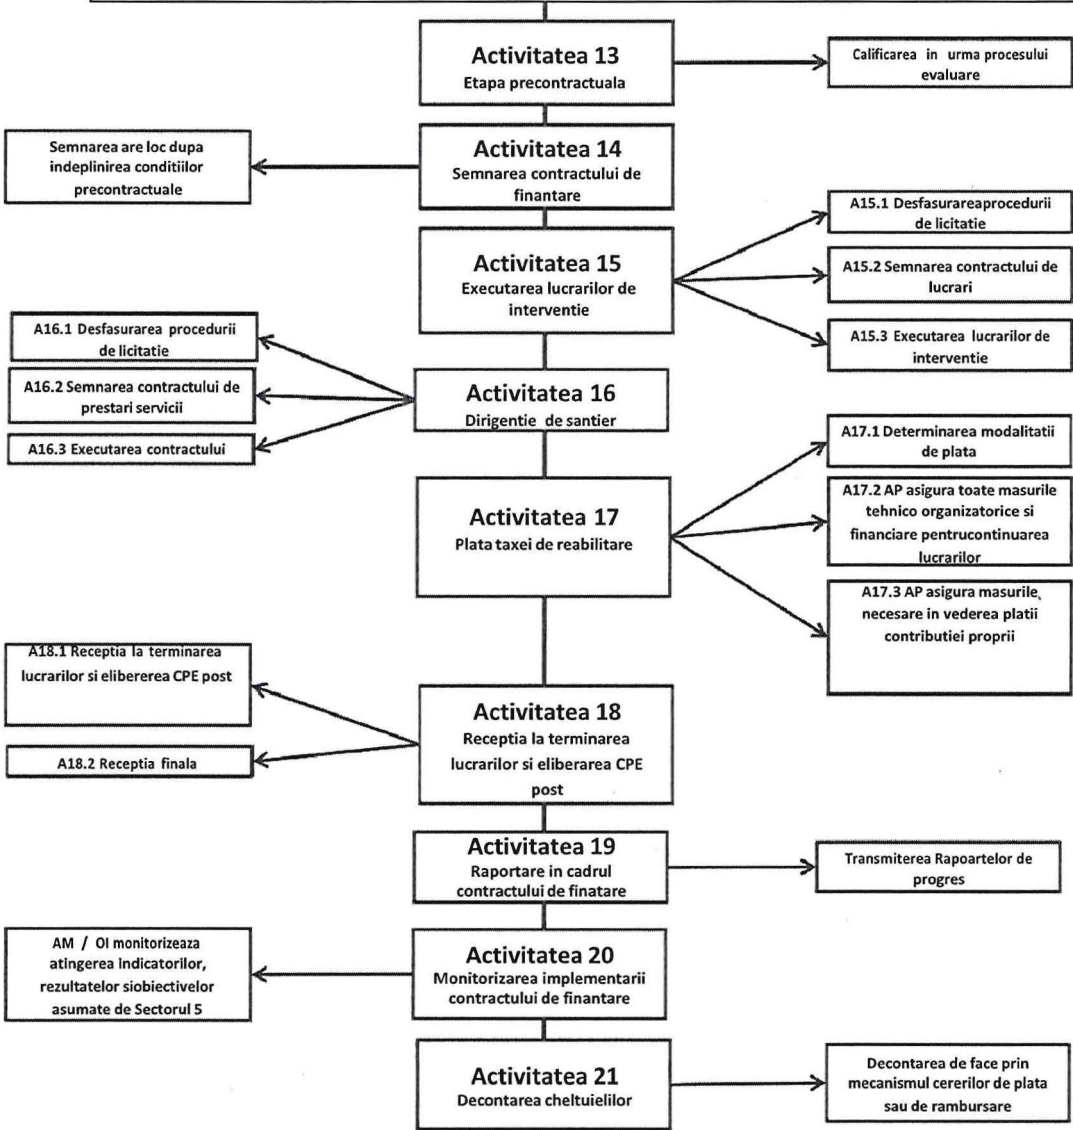 Activitatea 13
Etapa precontractuala
Calificarea in urma procesului
evaluare
Activitatea 14
Semnarea contractului de
finantare
Semnarea are loc dupa
indeplinirea conditiilor
precontractuale
Activitatea 15
Executarea lucrarilor de
interventie
A15.1 Desfasurareaprocedurii
de licitatie
A15.2 Semnarea contractului de
lucrari
A15.3 Executarea lucrarilor de
interventie
Activitatea 16
Dirigentie de santier
A16.1 Desfasurarea procedurii
de licitatie
A16.2 Semnarea contractului de
prestari servicii
A16.3 Executarea contractului
Activitatea 17
Plata taxei de reabilitare
A17.1 Determinarea modalitatii
de plata
A17.2 AP asigura toate masurile
tehnico organizatorice si
financiare pentrucontinuarea
lucrarilor
A17.3 AP asigura masurile,
necesare in vederea platii
contributiei proprii
Activitatea 18
Receptia la terminarea
lucrarilor si eliberarea CPE
post
A18.1 Receptia la terminarea
lucrarilor si elibererea CPE post
A18.2 Receptia finala
Activitatea 19
Raportare in cadrul
contractului de finatare
Transmiterea Rapoartelor de
progres
Activitatea 20
Monitorizarea implementarii
contractului de finantare
AM / OI monitorizeaza
atingerea indicatorilor,
rezultatelor siobiectivelor
asumate de Sectorul 5
Activitatea 21
Decontarea cheltuielilor
Decontarea de face prin
mecanismul cererilor de plata
sau de rambursare